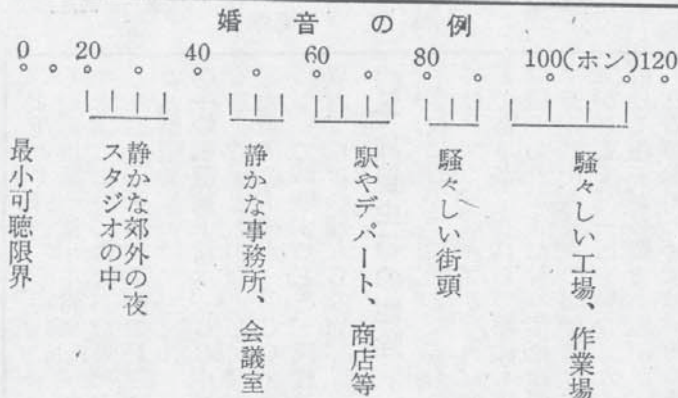 婚音の例
0 20 40 60 80 100(ホン)120
最小可聴限界
静かな郊外の夜
スタジオの中
静かな事務所、会議室
駅やデパート、商店等
騒々しい街頭
騒々しい工場、作業場